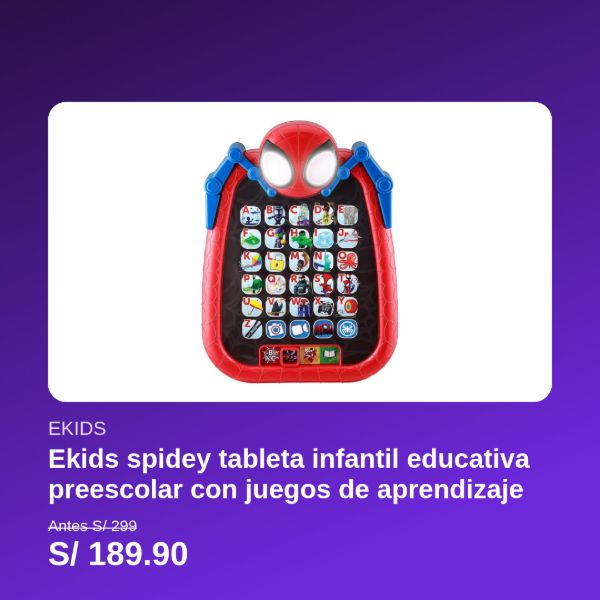 A B C D E
F G H I J
K L M N O
P Q R S T
U V W X Y
Z
EKIDS
Ekids spidey tableta infantil educativa
preescolar con juegos de aprendizaje
Antes S/ 299
S/ 189.90